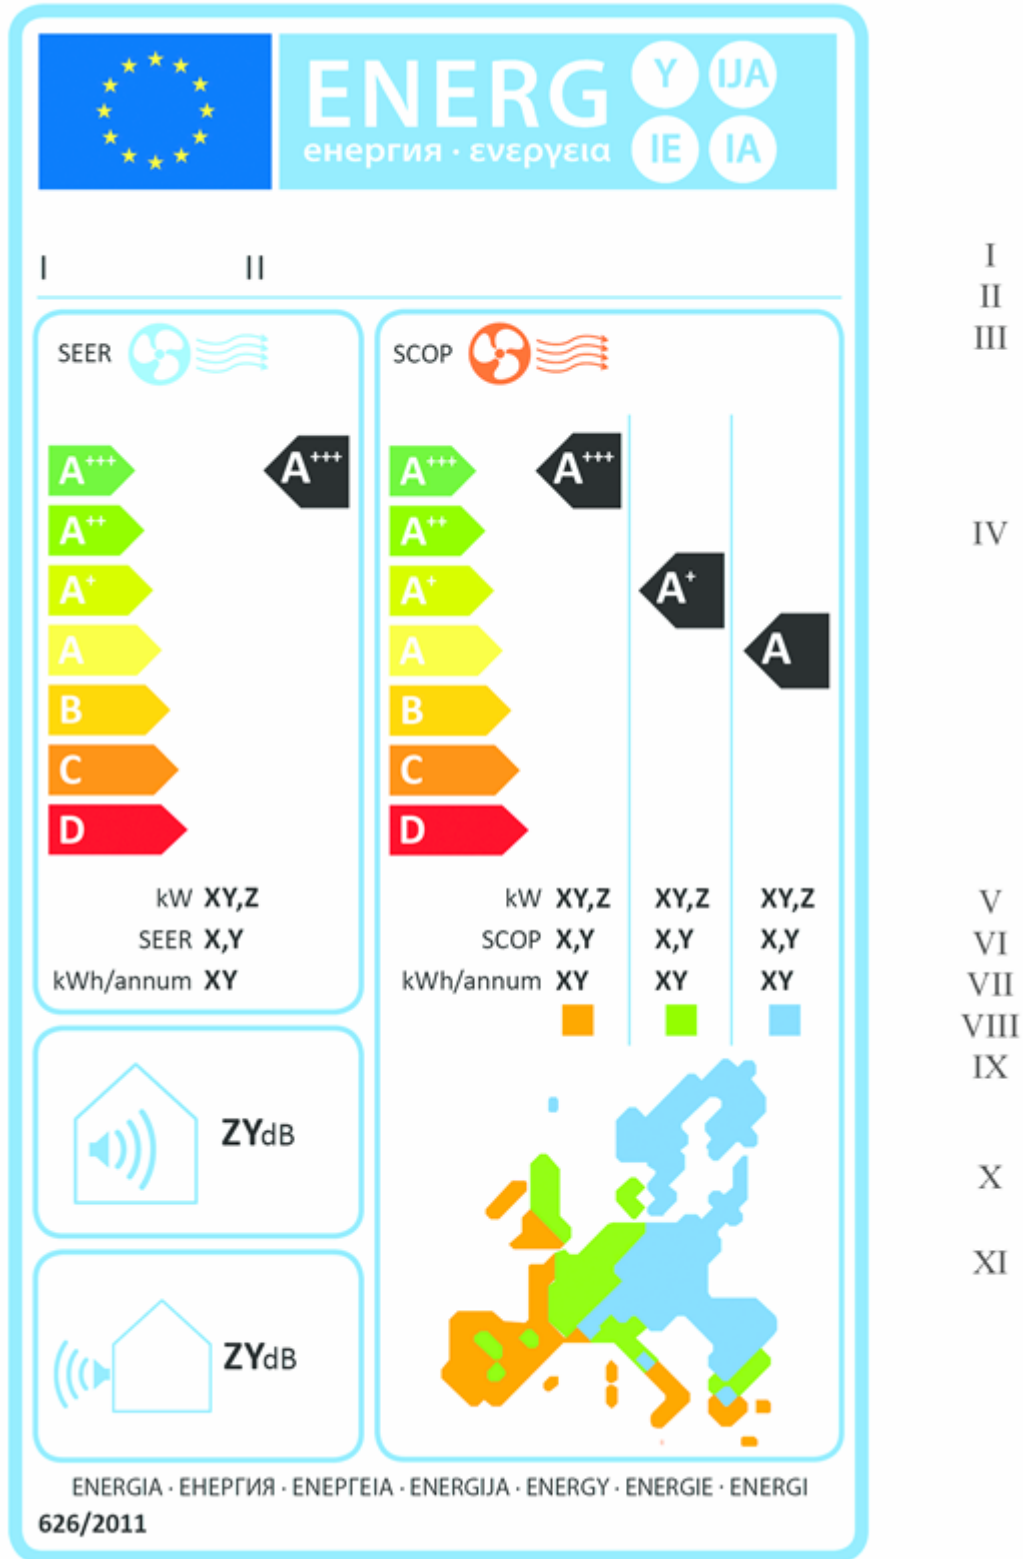 ENERG Y IJA
енергия · ενεργεια IE IA
I II
SEER
A+++ A+++
A++
A+
A
B
C
D
kW XY,Z
SEER X,Y
kWh/annum XY
SCOP
A+++ A+++
A++
A+ A+
A A
B
C
D
kW XY,Z XY,Z XY,Z
SCOP X,Y X,Y X,Y
kWh/annum XY XY XY
ZYdB
ZYdB
ENERGIA · ЕНЕРГИЯ · ΕΝΕΡΓΕΙΑ · ENERGIJA · ENERGY · ENERGIE · ENERGI
626/2011
I
II
III
IV
V
VI
VII
VIII
IX
X
XI